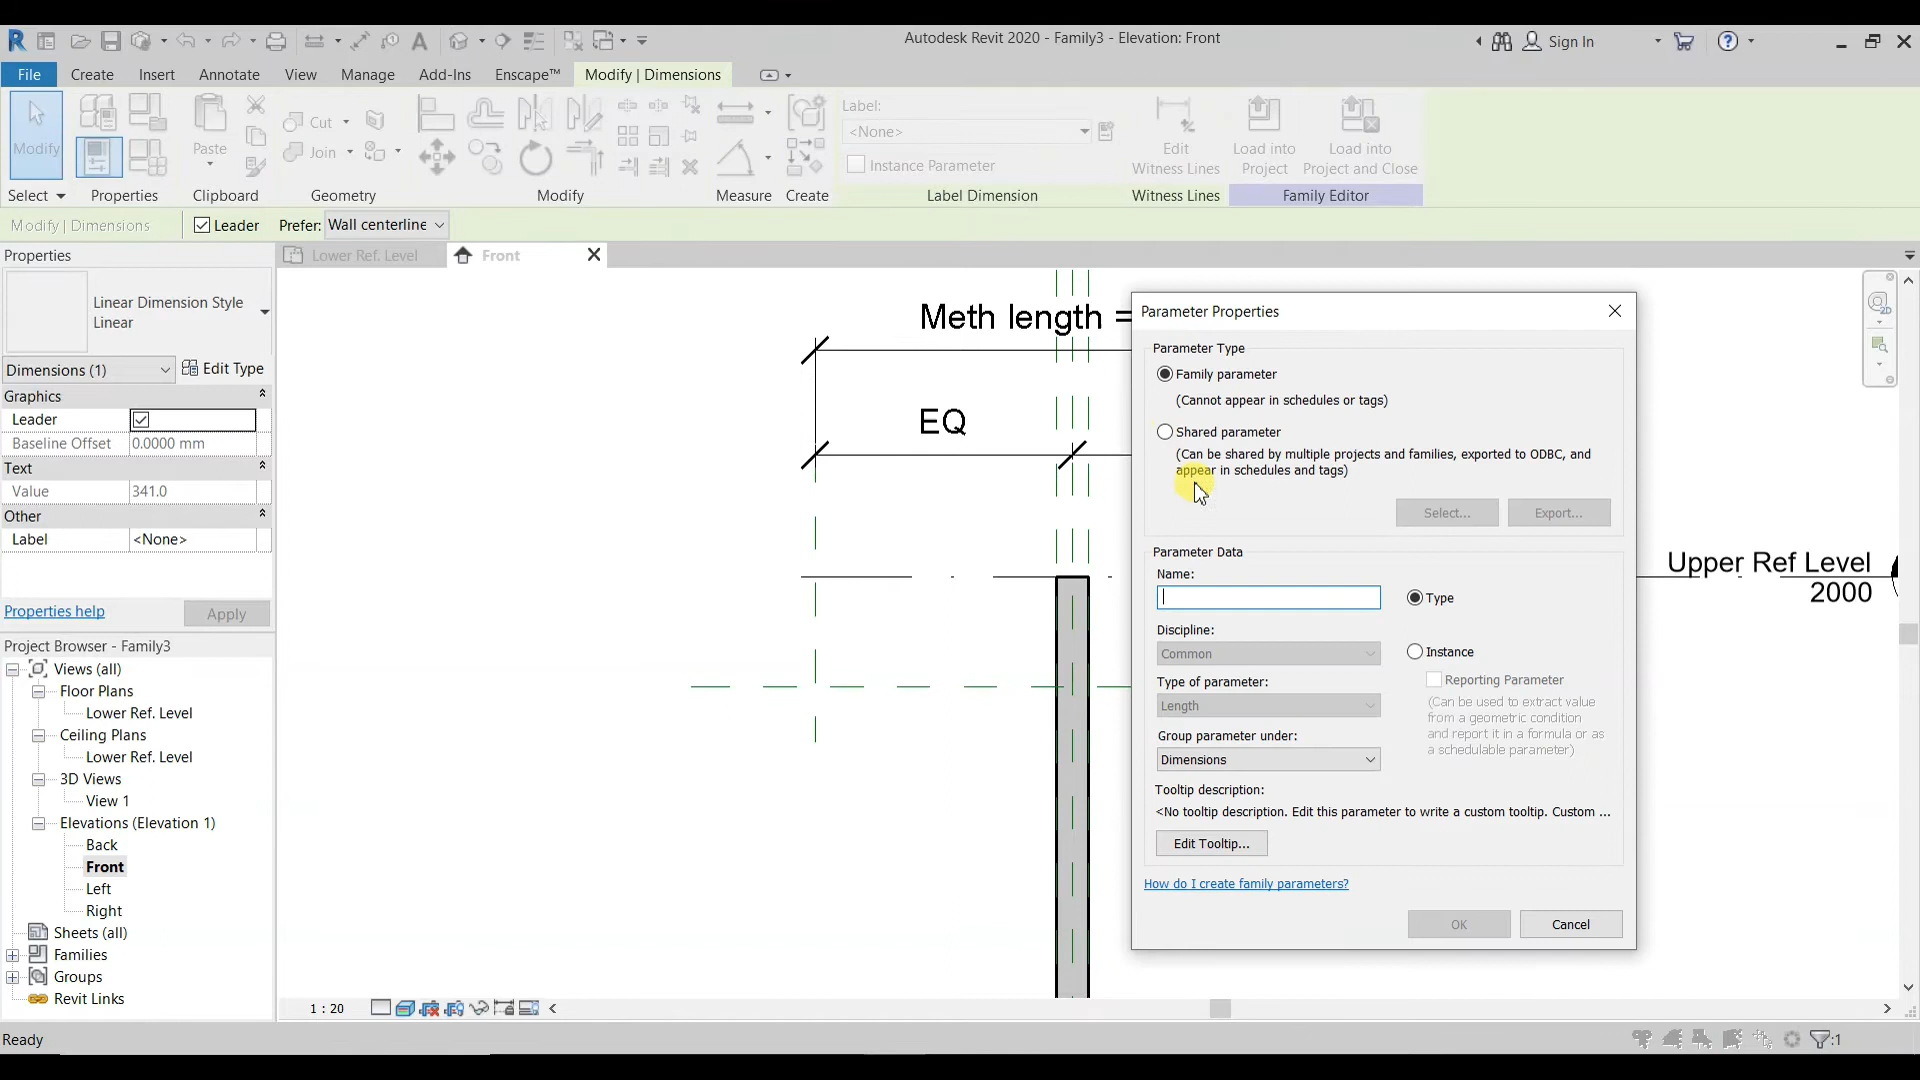 Autodesk Revit 2020 - Family3 - Elevation: Front
Sign In
File
Create
Insert
Annotate
View
Manage
Add-Ins
Enscape™
Modify | Dimensions
Modify
Paste
Cut
Join
Label:
<None>
Instance Parameter
Edit
Witness Lines
Load into
Project
Load into
Project and Close
Select
Properties
Clipboard
Geometry
Modify
Measure
Create
Label Dimension
Witness Lines
Family Editor
Modify | Dimensions
Leader
Prefer:
Wall centerline
Properties
Linear Dimension Style
Linear
Dimensions (1)
Edit Type
Graphics
Leader
Baseline Offset
0.0000 mm
Text
Value
341.0
Other
Label
<None>
Properties help
Apply
Project Browser - Family3
Views (all)
Floor Plans
Lower Ref. Level
Ceiling Plans
Lower Ref. Level
3D Views
View 1
Elevations (Elevation 1)
Back
Front
Left
Right
Sheets (all)
Families
Groups
Revit Links
Lower Ref. Level
Front
Meth length =
EQ
Upper Ref Level
2000
Parameter Properties
Parameter Type
Family parameter
(Cannot appear in schedules or tags)
Shared parameter
(Can be shared by multiple projects and families, exported to ODBC, and
appear in schedules and tags)
Select...
Export...
Parameter Data
Name:
Type
Discipline:
Common
Instance
Type of parameter:
Length
Reporting Parameter
(Can be used to extract value
from a geometric condition
and report it in a formula or as
a schedulable parameter)
Group parameter under:
Dimensions
Tooltip description:
<No tooltip description. Edit this parameter to write a custom tooltip. Custom ...
Edit Tooltip...
How do I create family parameters?
OK
Cancel
1 : 20
Ready
:1